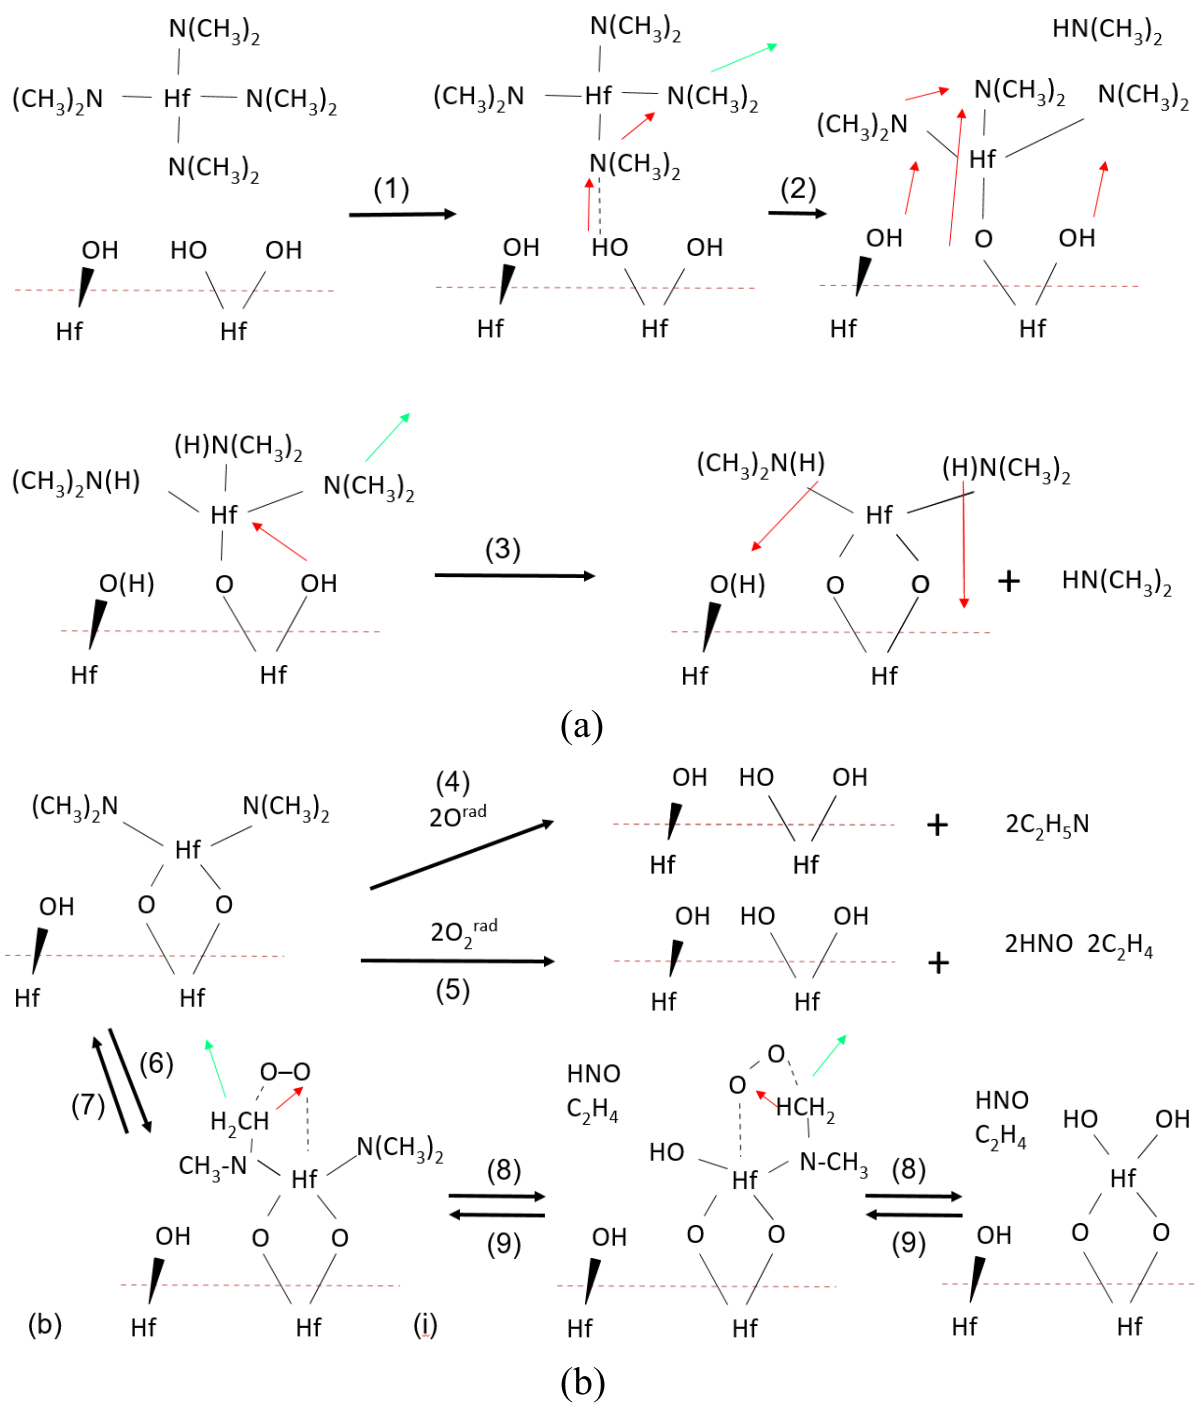 N(CH₃)₂ N(CH₃)₂ HN(CH₃)₂
(CH₃)₂N Hf N(CH₃)₂ (CH₃)₂N Hf N(CH₃)₂ N(CH₃)₂ N(CH₃)₂
(CH₃)₂N
N(CH₃)₂ N(CH₃)₂ Hf
(1) (2)
OH HO OH OH HO OH OH O OH
Hf Hf Hf Hf Hf Hf
(H)N(CH₃)₂ (CH₃)₂N(H) (H)N(CH₃)₂
(CH₃)₂N(H) N(CH₃)₂
Hf Hf
(3)
O(H) O OH O(H) O O + HN(CH₃)₂
Hf Hf Hf Hf
(a)
(4) OH HO OH
(CH₃)₂N N(CH₃)₂ 2Oʳᵃᵈ + 2C₂H₅N
Hf Hf Hf
OH O O 2O₂ʳᵃᵈ OH HO OH
(5) + 2HNO 2C₂H₄
Hf Hf Hf Hf
(6) O–O O
(7) HNO O HNO
H₂C CH C₂H₄ HCH₂ C₂H₄ HO OH
CH₃-N N(CH₃)₂ HO N-CH₃
Hf (8) Hf (8) Hf
OH O O (9) OH O O (9) OH O O
(b) Hf Hf (i) Hf Hf Hf Hf
(b)